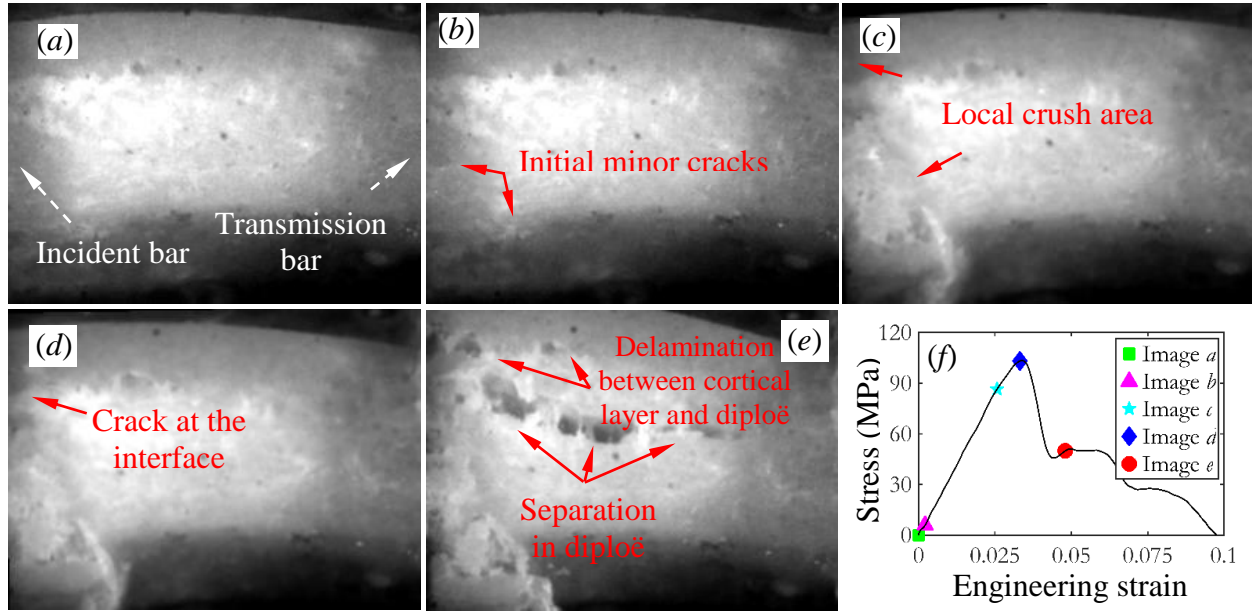 (a)
Incident bar
Transmission
bar
(b)
Initial minor cracks
(c)
Local crush area
(d)
Crack at the
interface
(e)
Delamination
between cortical
layer and diploë
Separation
in diploë
(f)
Stress (MPa)
120
90
60
30
0
0
0.025
0.05
0.075
0.1
Engineering strain
Image a
Image b
Image c
Image d
Image e